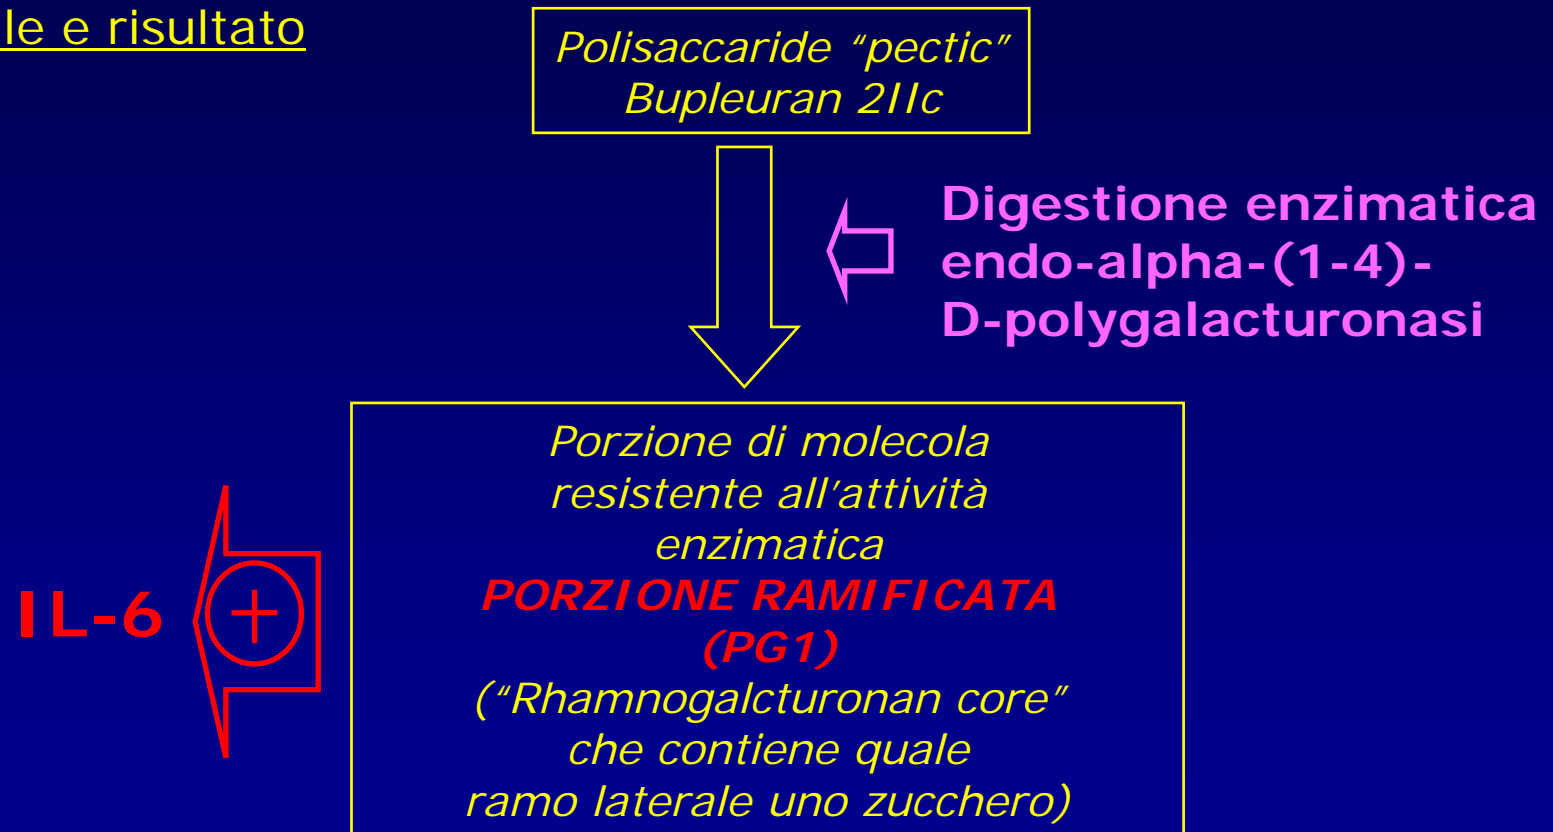 le e risultato
Polisaccaride “pectic”
Bupleuran 2IIc
Digestione enzimatica
endo-alpha-(1-4)-
D-polygalacturonasi
Porzione di molecola
resistente all’attività
enzimatica
PORZIONE RAMIFICATA
(PG1)
(“Rhamnogalcturonan core”
che contiene quale
ramo laterale uno zucchero)
IL-6
+